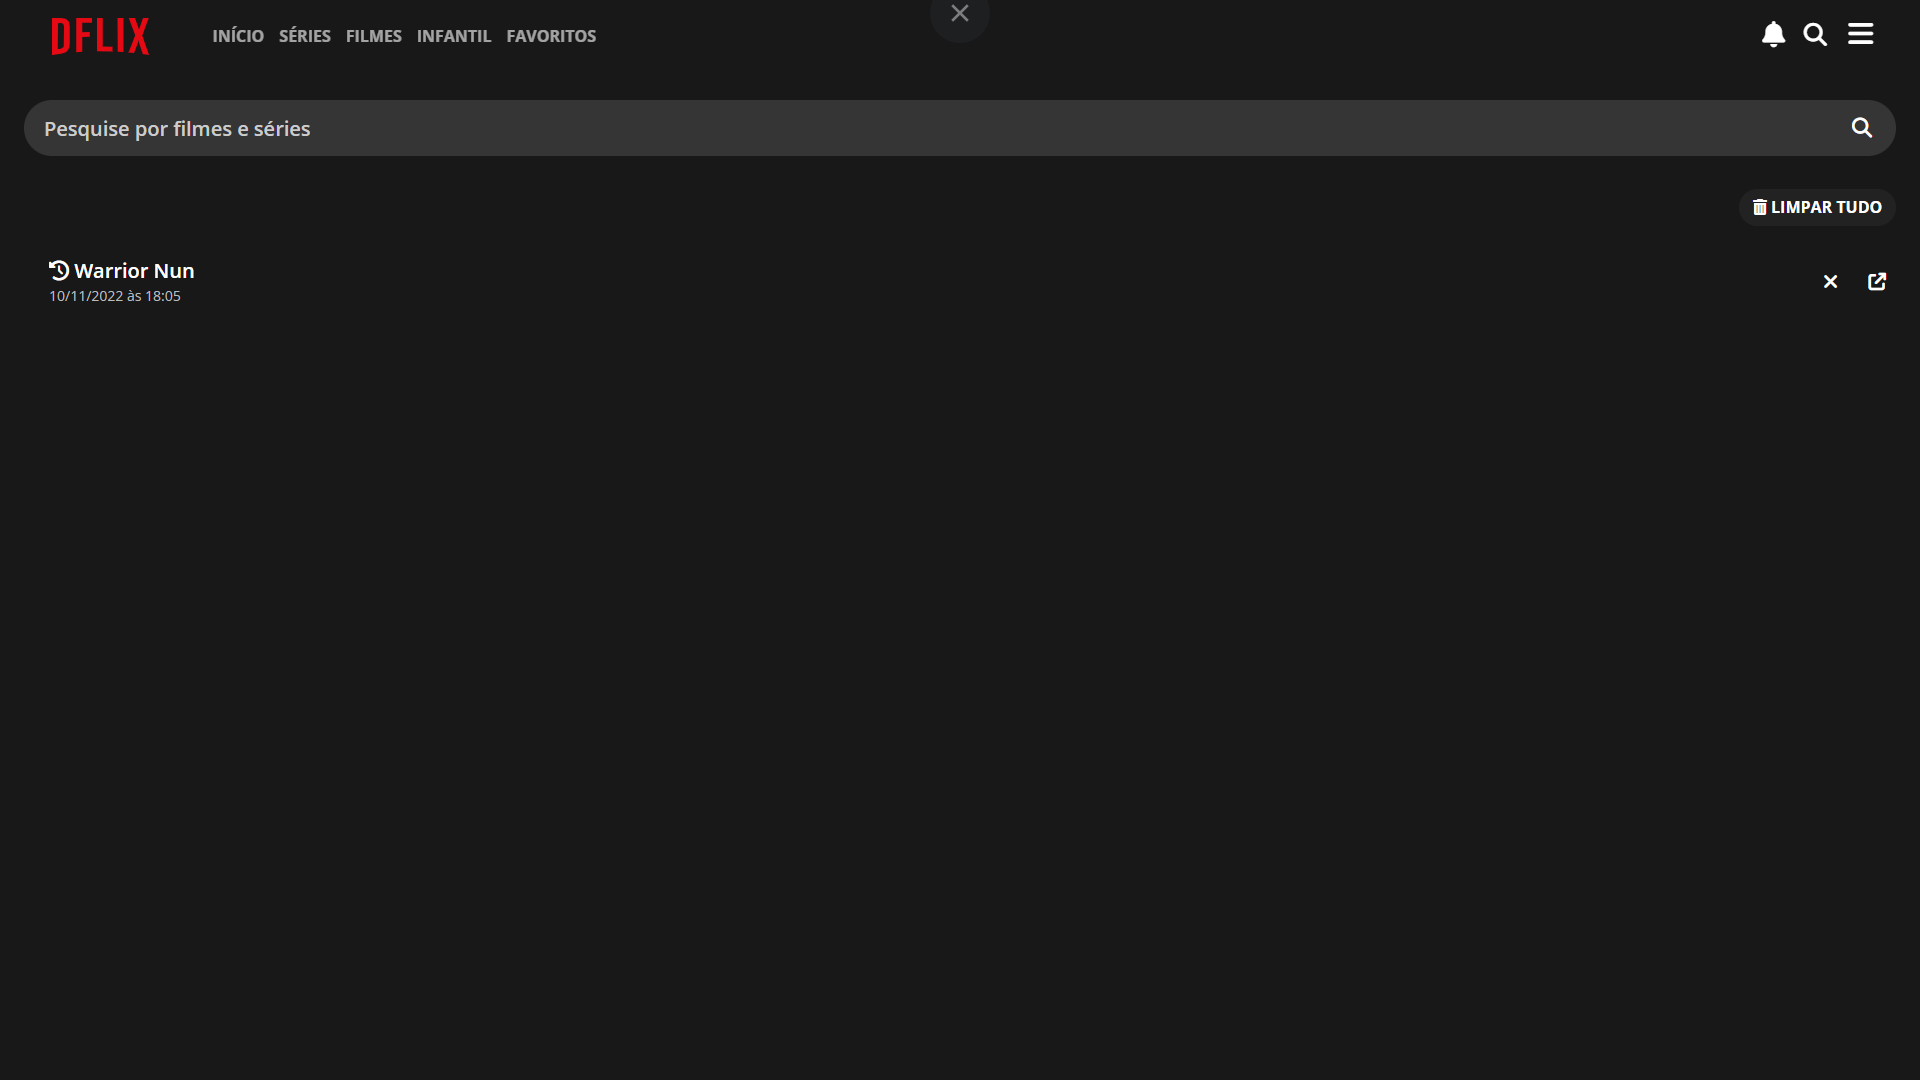 DFLIX
INÍCIO SÉRIES FILMES INFANTIL FAVORITOS
Pesquise por filmes e séries
LIMPAR TUDO
Warrior Nun
10/11/2022 às 18:05